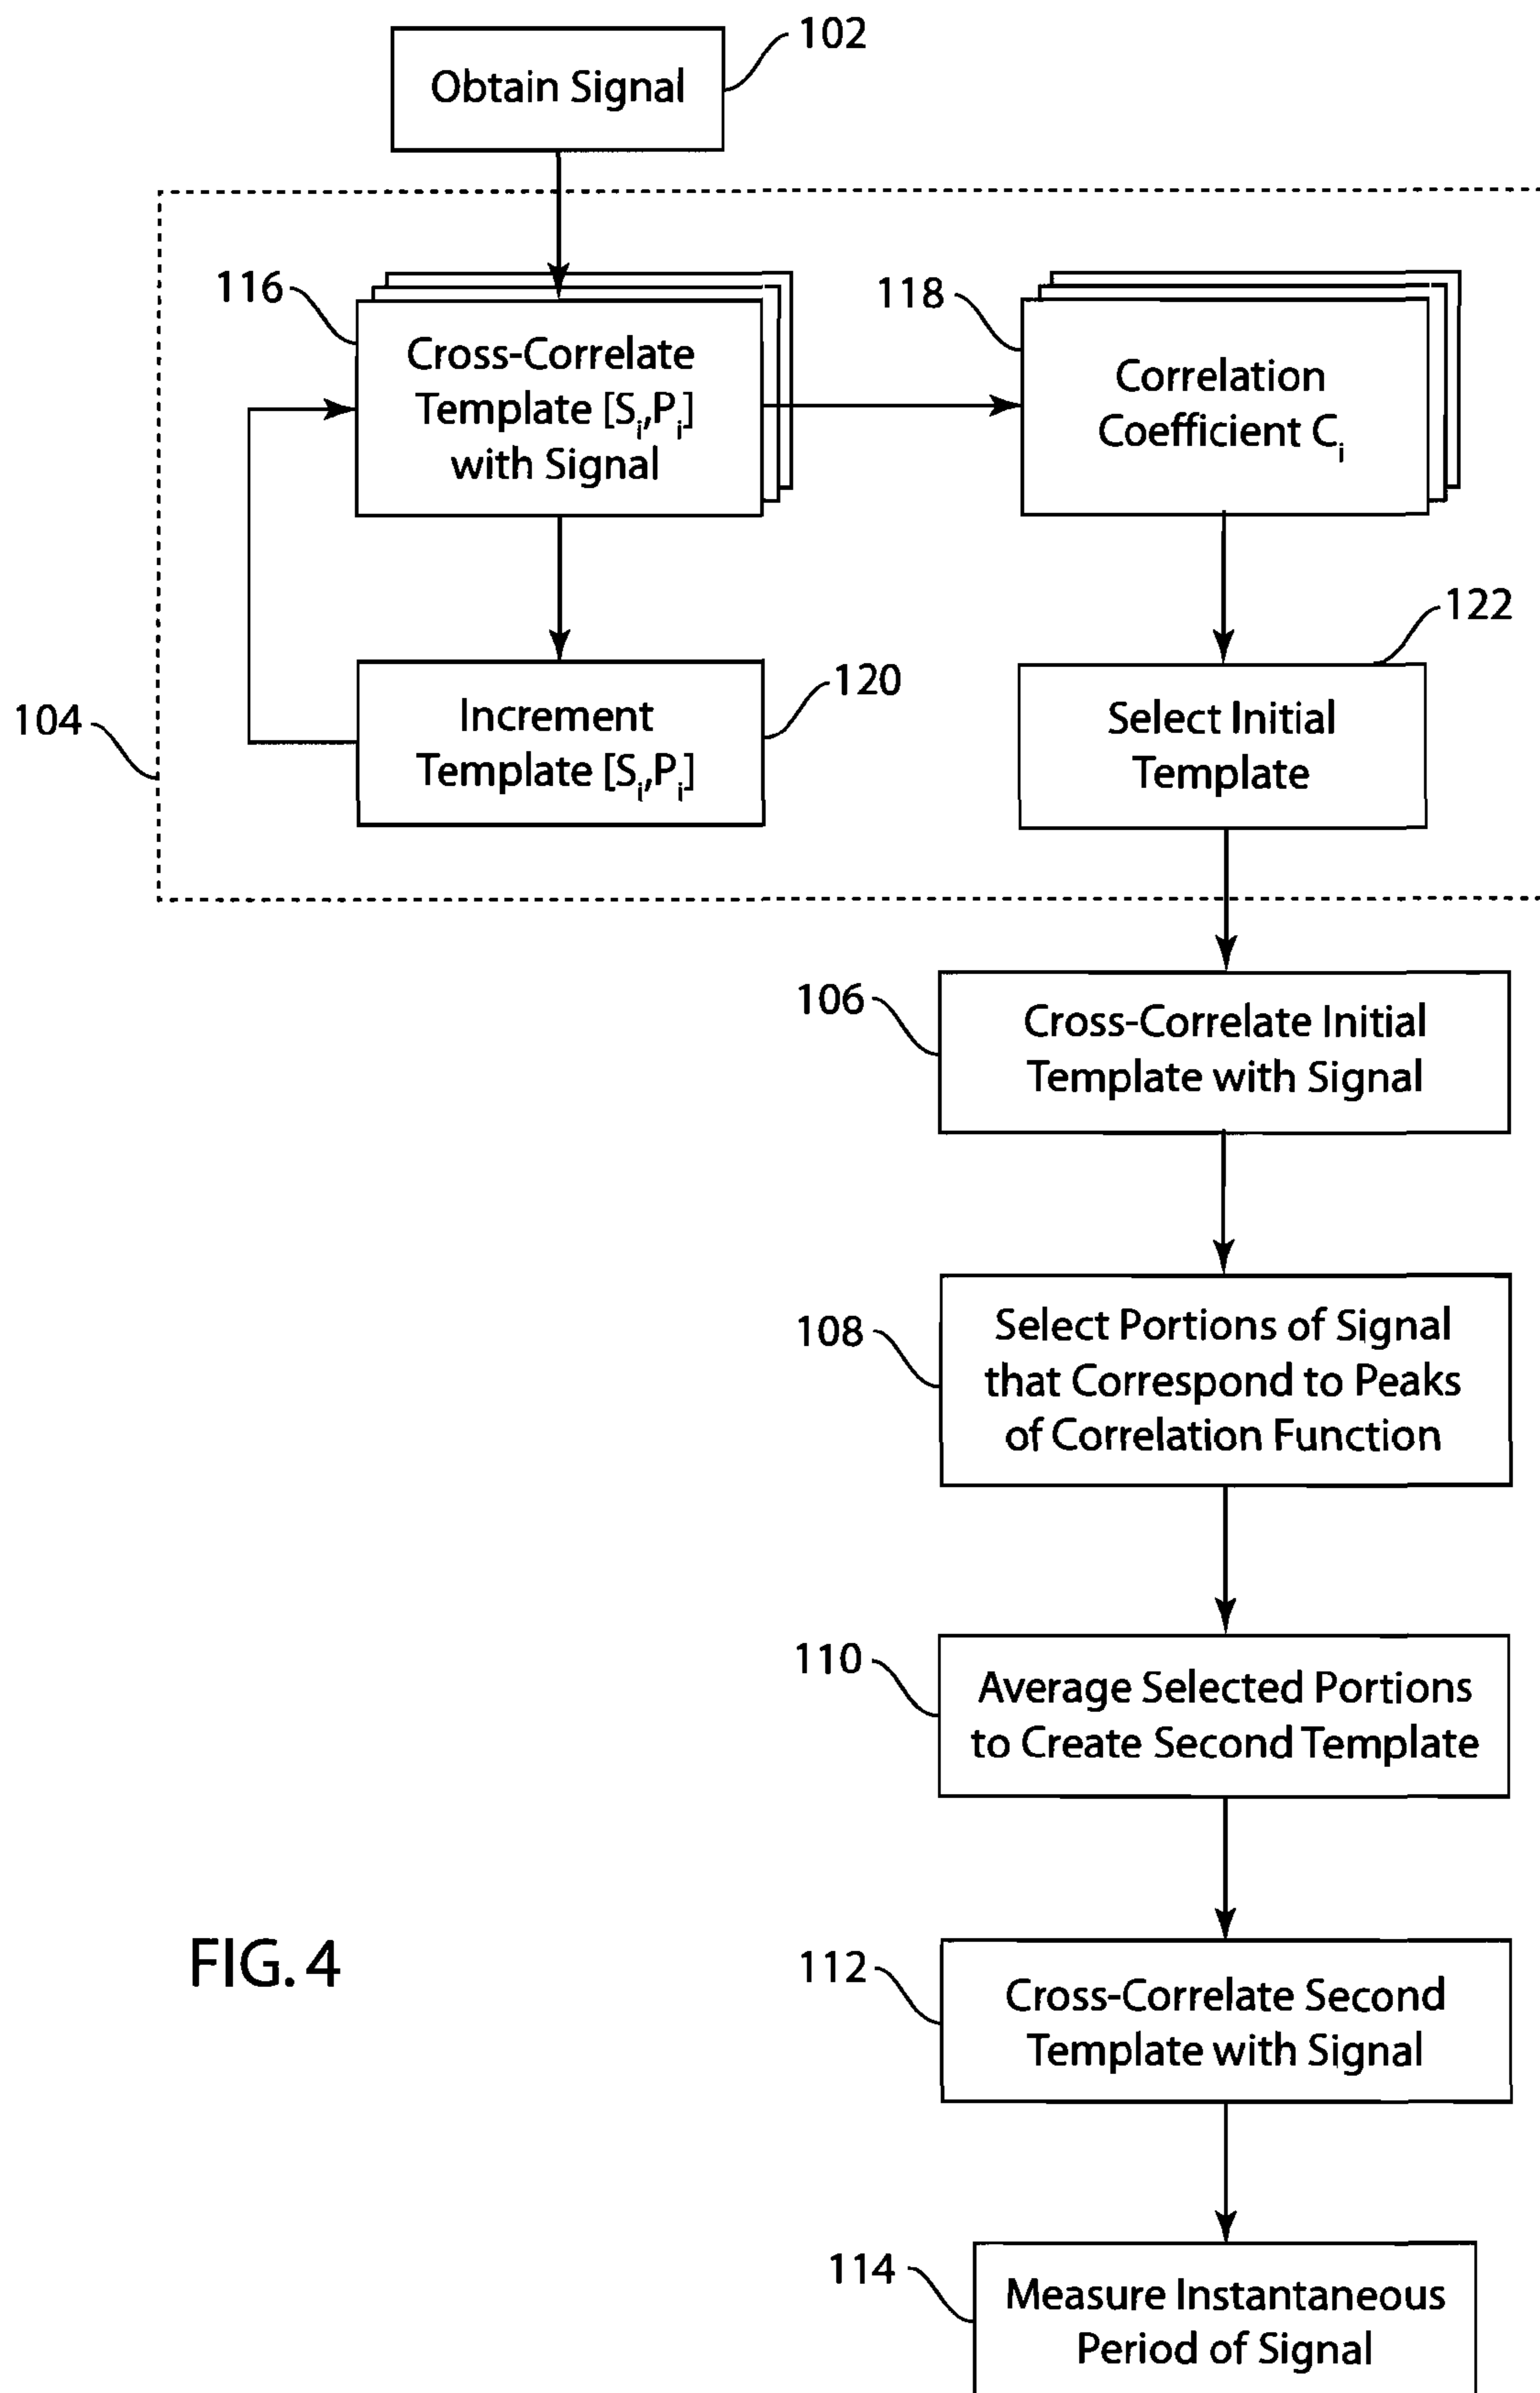 102
Obtain Signal
116
Cross-Correlate
Template [Si,Pi]
with Signal
118
Correlation
Coefficient Ci
122
104
Increment
Template [Si,Pi]
120
Select Initial
Template
106
Cross-Correlate Initial
Template with Signal
108
Select Portions of Signal
that Correspond to Peaks
of Correlation Function
110
Average Selected Portions
to Create Second Template
FIG. 4
112
Cross-Correlate Second
Template with Signal
114
Measure Instantaneous
Period of Signal